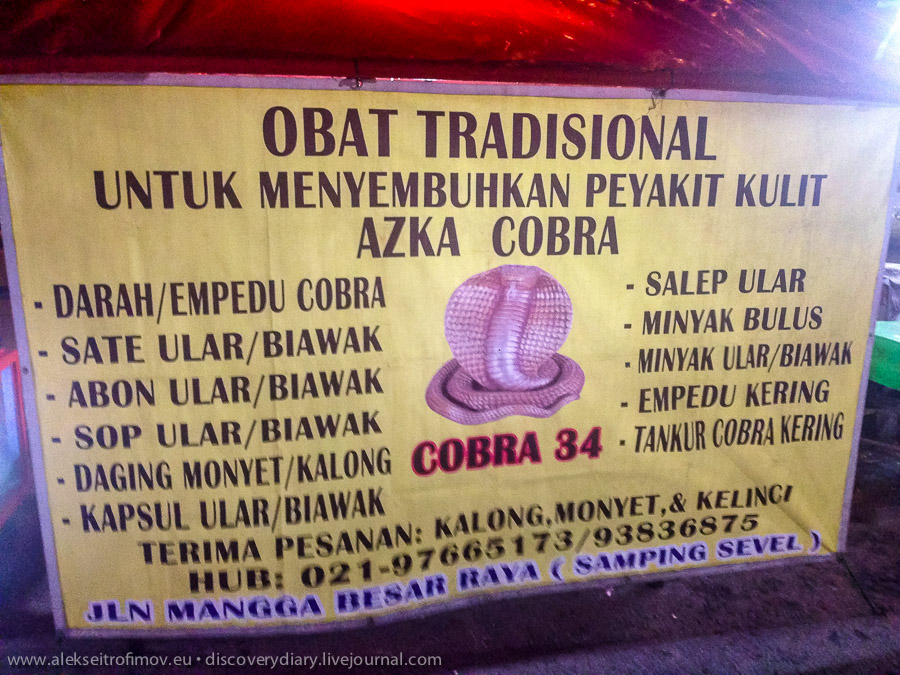 OBAT TRADISIONAL
UNTUK MENYEMBUHKAN PEYAKIT KULIT
AZKA COBRA
- DARAH/EMPEDU COBRA
- SATE ULAR/BIAWAK
- ABON ULAR/BIAWAK
- SOP ULAR/BIAWAK
- DAGING MONYET/KALONG
- KAPSUL ULAR/BIAWAK
COBRA 34
- SALEP ULAR
- MINYAK BULUS
- MINYAK ULAR/BIAWAK
- EMPEDU KERING
- TANKUR COBRA KERING
TERIMA PESANAN: KALONG,MONYET,& KELINCI
HUB: 021-97665173/93836875
JLN MANGGA BESAR RAYA ( SAMPING SEVEL )
www.alekseitrofimov.eu • discoverydiary.livejournal.com